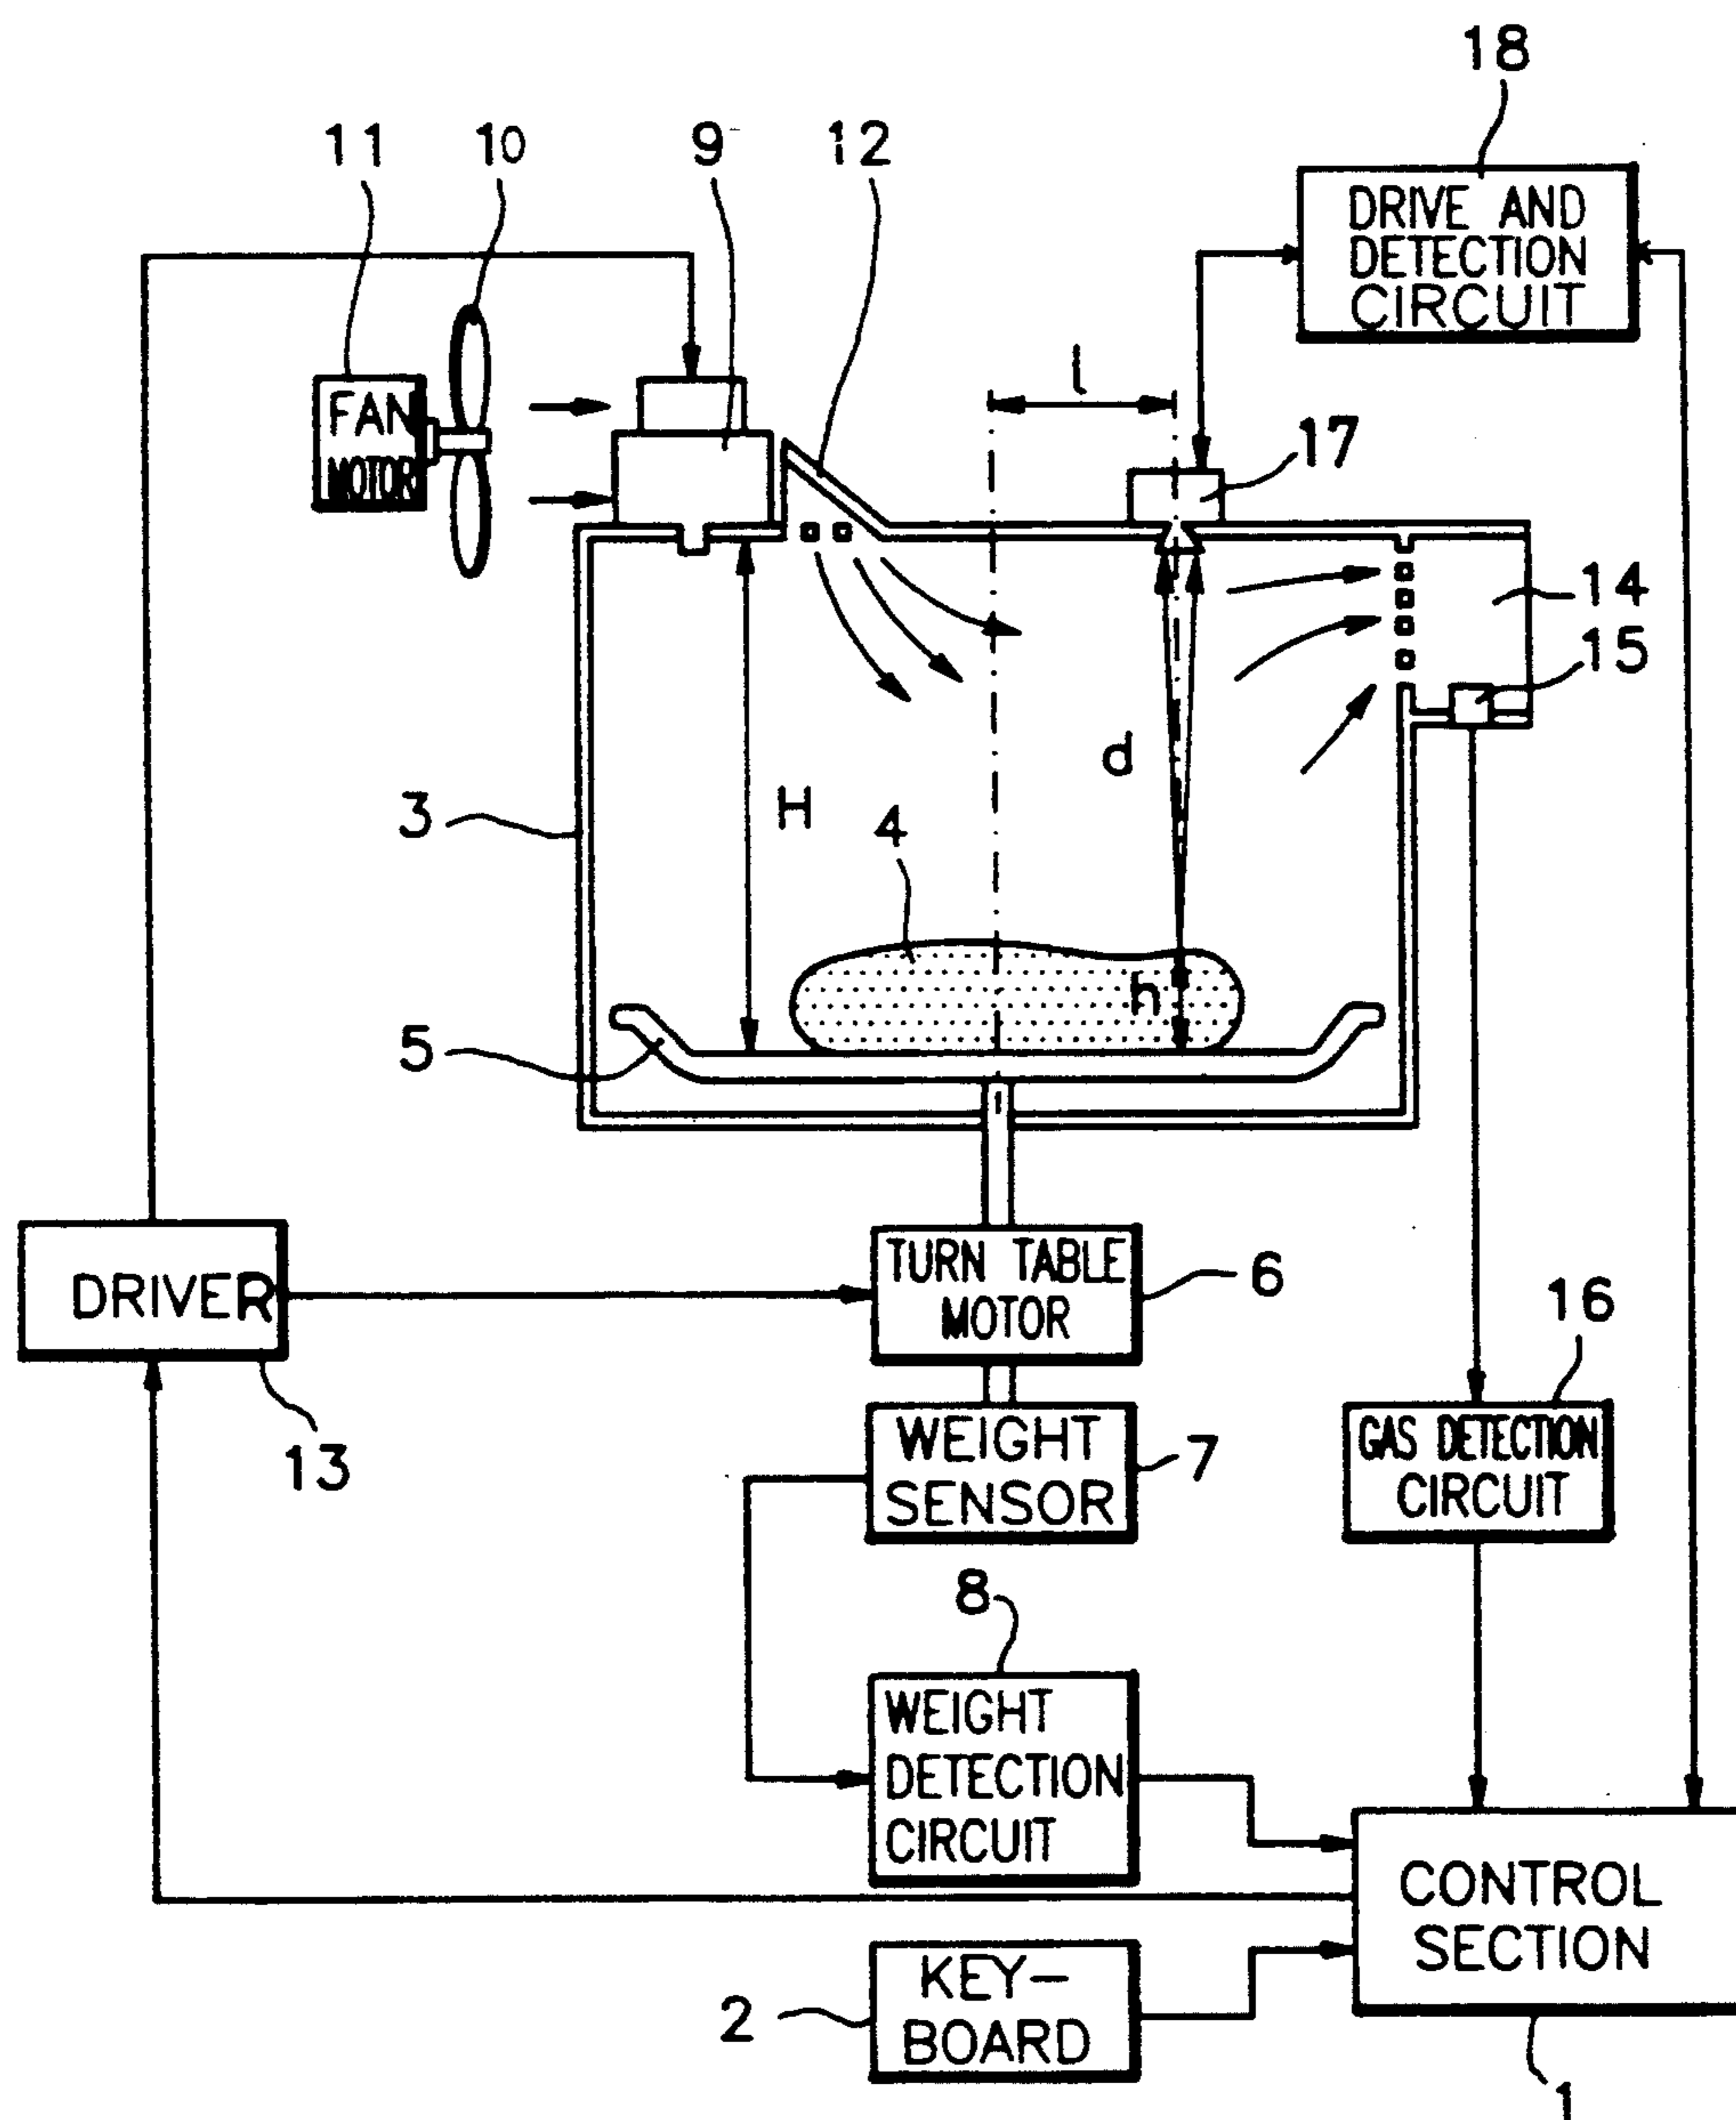 18
11
10
9
12
DRIVE AND
DETECTION
CIRCUIT
l
FAN
MOTOR
17
14
15
d
3
H
4
h
5
TURN TABLE
MOTOR
6
DRIVER
16
13
WEIGHT
SENSOR
7
GAS DETECTION
CIRCUIT
8
WEIGHT
DETECTION
CIRCUIT
CONTROL
SECTION
KEY-
BOARD
2
1